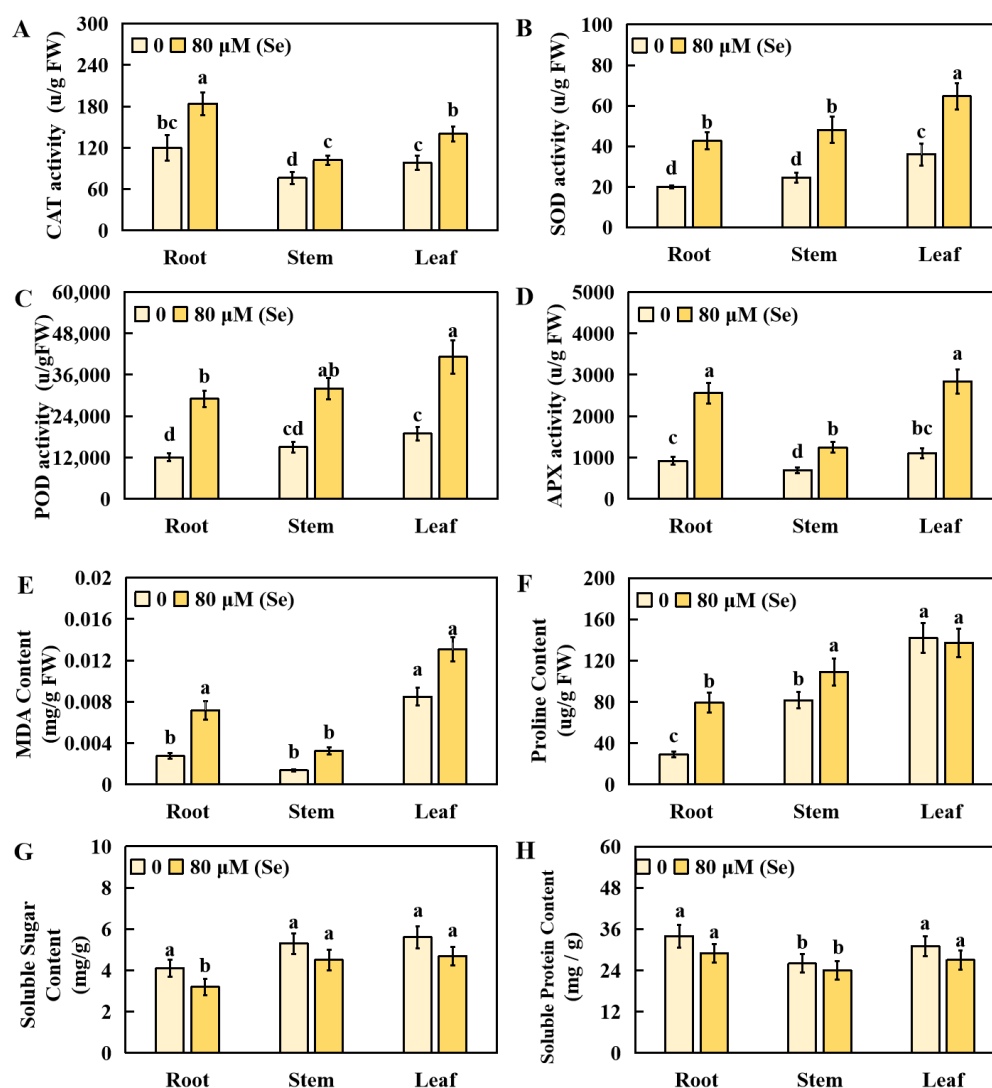 A
CAT activity (u/g FW)
300
240
180
120
60
0
0 80 μM (Se)
bc a d c c b
Root Stem Leaf
B
SOD activity (u/g FW)
100
80
60
40
20
0
0 80 μM (Se)
d b d b c a
Root Stem Leaf
C
POD activity (u/gFW)
60,000
48,000
36,000
24,000
12,000
0
0 80 μM (Se)
d b cd ab c a
Root Stem Leaf
D
APX activity (u/g FW)
5000
4000
3000
2000
1000
0
0 80 μM (Se)
c a d b bc a
Root Stem Leaf
E
MDA Content
(mg/g FW)
0.02
0.016
0.012
0.008
0.004
0
0 80 μM (Se)
b a b b a a
Root Stem Leaf
F
Proline Content
(ug/g FW)
200
160
120
80
40
0
0 80 μM (Se)
c b b a a a
Root Stem Leaf
G
Soluble Sugar
Content
(mg/g)
10
8
6
4
2
0
0 80 μM (Se)
a b a a a a
Root Stem Leaf
H
Soluble Protein Content
(mg / g)
60
48
36
24
12
0
0 80 μM (Se)
a a b b a a
Root Stem Leaf